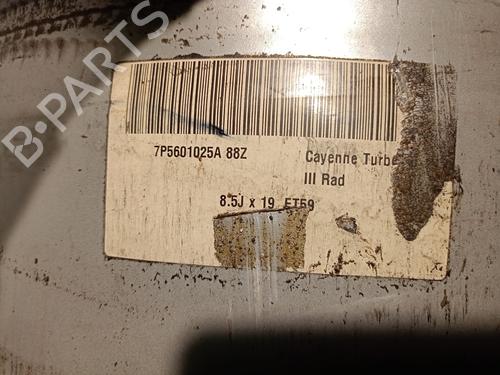 B-PARTS
7P5601025A 88Z
Cayenne Turbo
III Rad
8.5J x 19 ET59